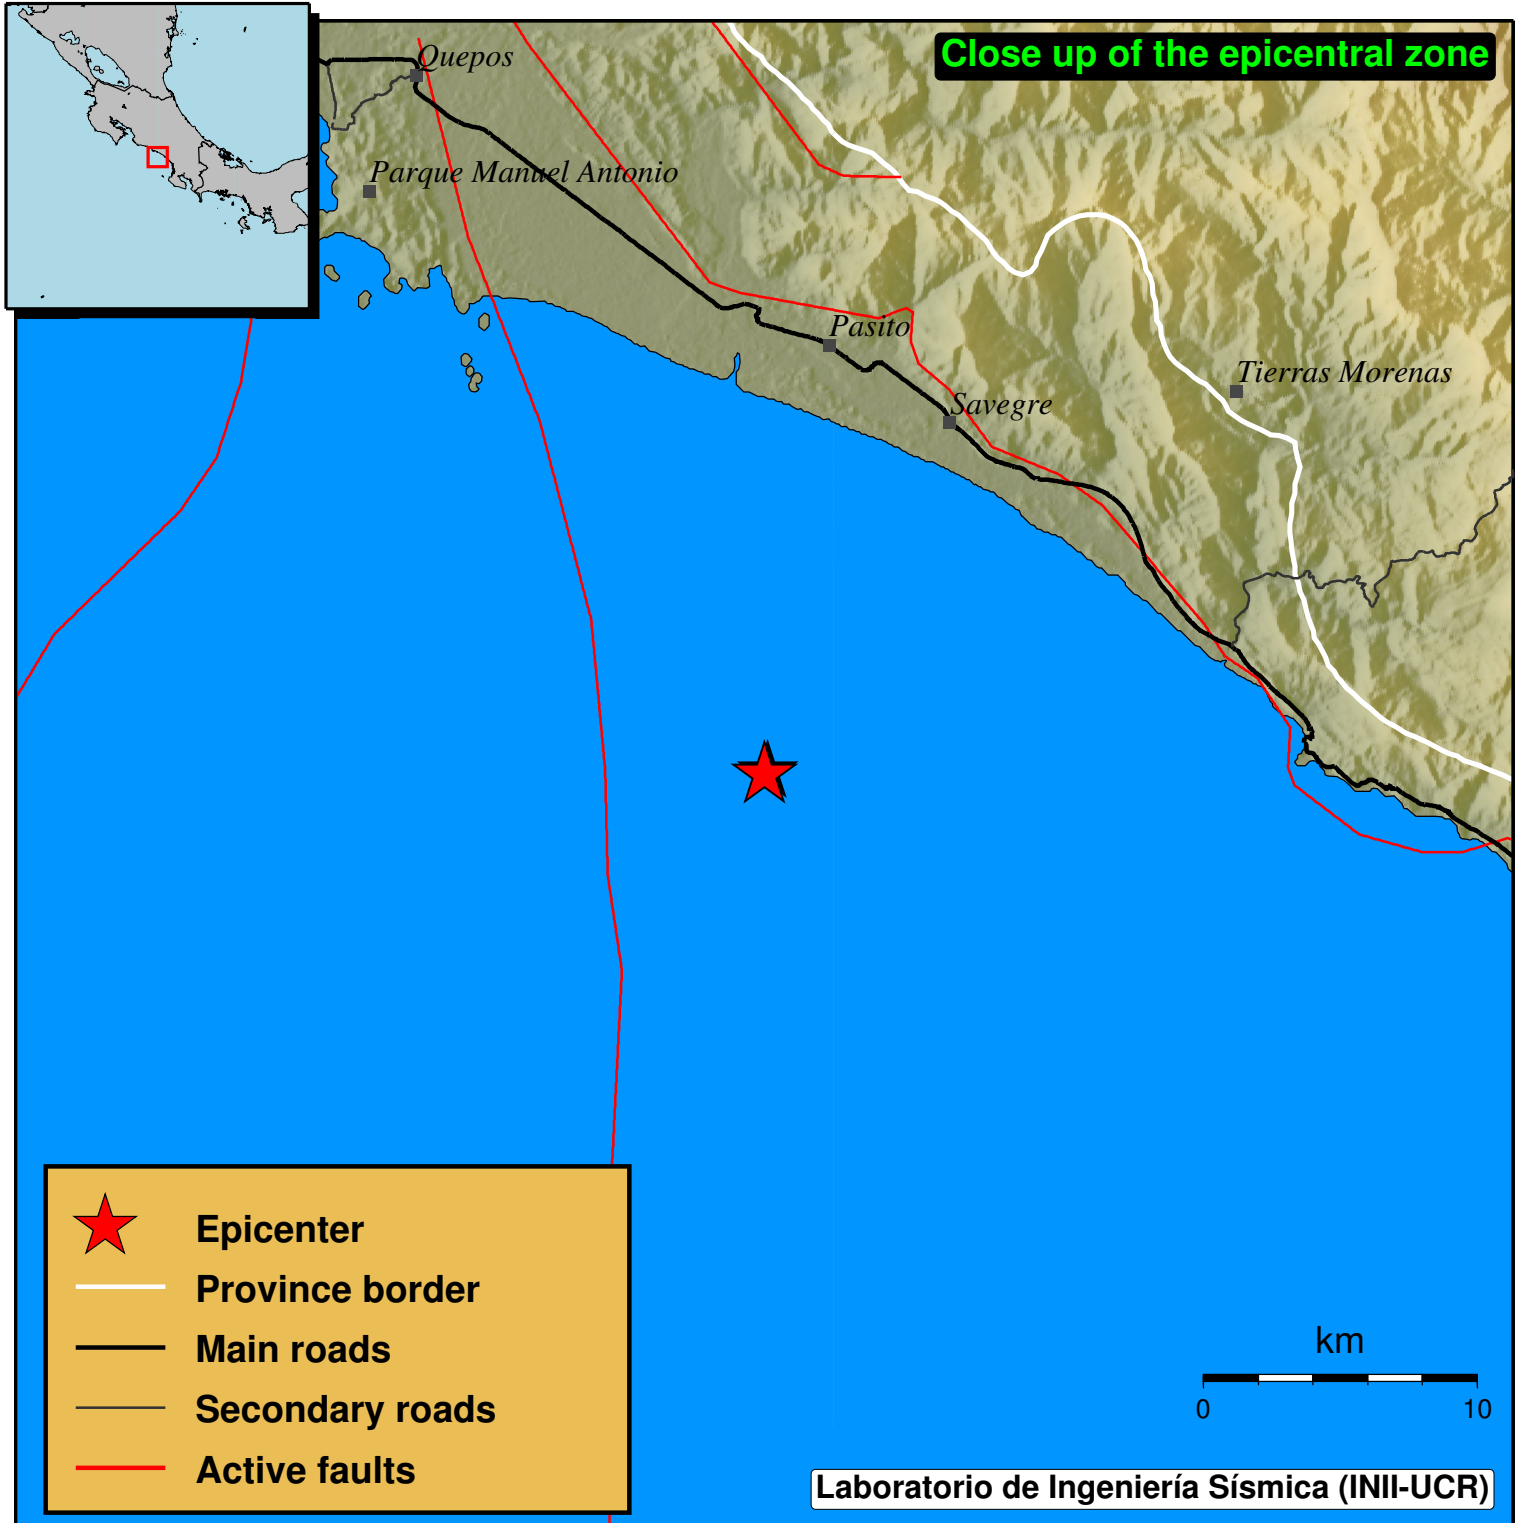 Close up of the epicentral zone
Quepos
Parque Manuel Antonio
Pasito
Tierras Morenas
Savegre
Epicenter
Province border
Main roads
Secondary roads
Active faults
km
0 10
Laboratorio de Ingeniería Sísmica (INII-UCR)